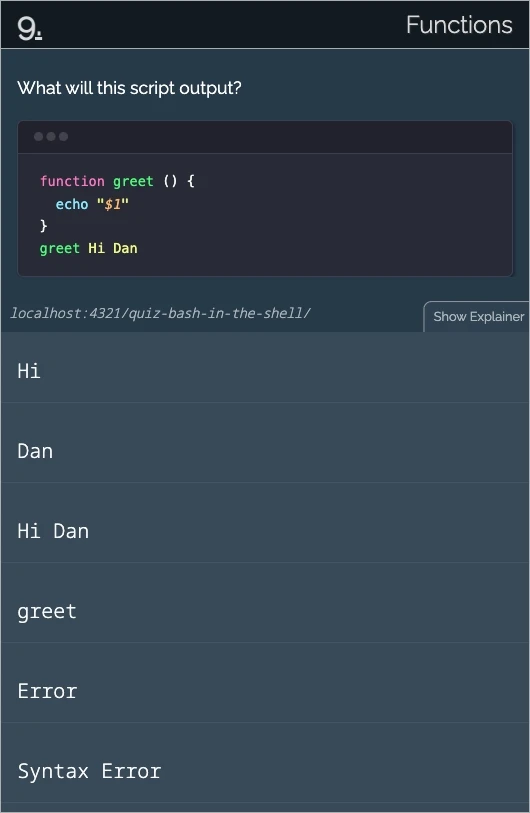 9.
Functions
What will this script output?
function greet () {
  echo "$1"
}
greet Hi Dan
localhost:4321/quiz-bash-in-the-shell/
Show Explainer
Hi
Dan
Hi Dan
greet
Error
Syntax Error